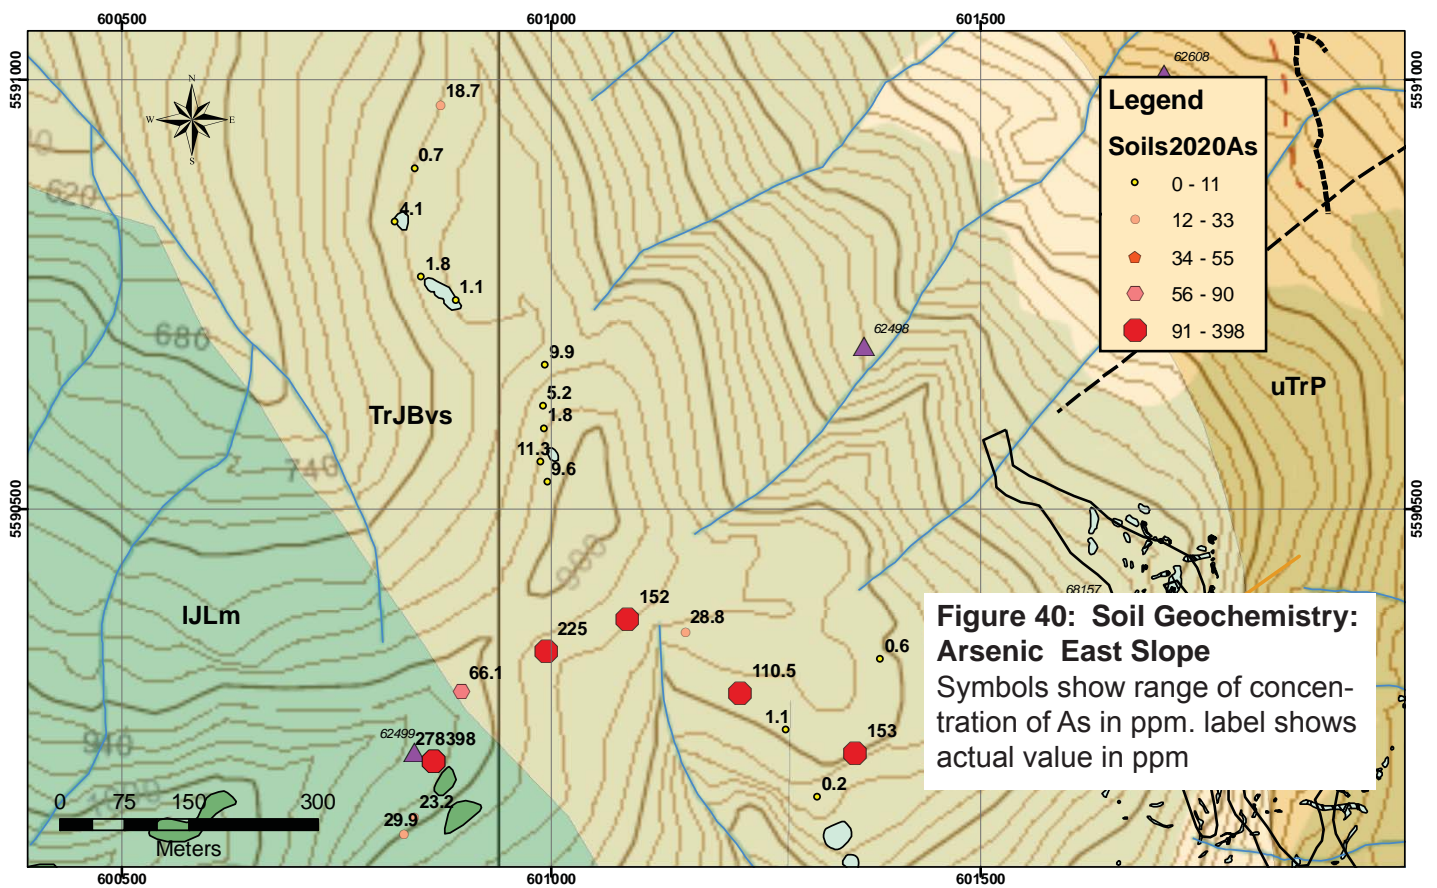 600500 601000 601500
5591000 5591000
N
W E
S
62608
Legend
Soils2020As
0 - 11
12 - 33
34 - 55
56 - 90
91 - 398
18.7
0.7
4.1
1.8
1.1
620
680
740
9.9
5.2
1.8
11.3
9.6
62498
TrJBvs
uTrP
5590500 5590500
900
68157
IJLm
152
225
28.8
0.6
66.1
110.5
1.1
153
0.2
62499
278398
23.2
29.9
910
0 75 150 300
Meters
Figure 40: Soil Geochemistry:
Arsenic East Slope
Symbols show range of concen-
tration of As in ppm. label shows
actual value in ppm
600500 601000 601500